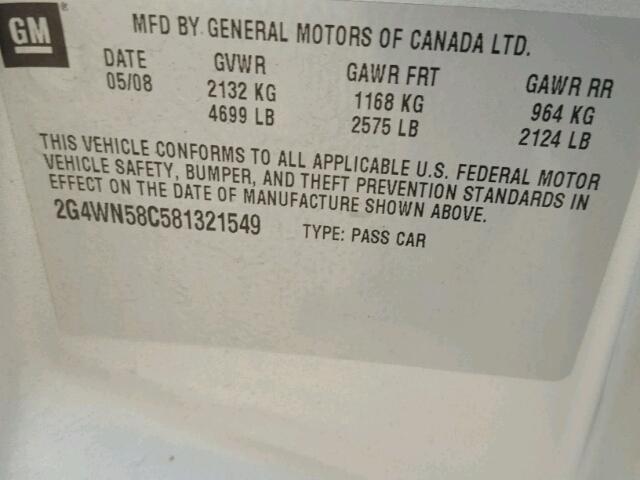 GM®
MFD BY GENERAL MOTORS OF CANADA LTD.
DATE GVWR GAWR FRT GAWR RR
05/08 2132 KG 1168 KG 964 KG
4699 LB 2575 LB 2124 LB
THIS VEHICLE CONFORMS TO ALL APPLICABLE U.S. FEDERAL MOTOR
VEHICLE SAFETY, BUMPER, AND THEFT PREVENTION STANDARDS IN
EFFECT ON THE DATE OF MANUFACTURE SHOWN ABOVE.
2G4WN58C581321549 TYPE: PASS CAR